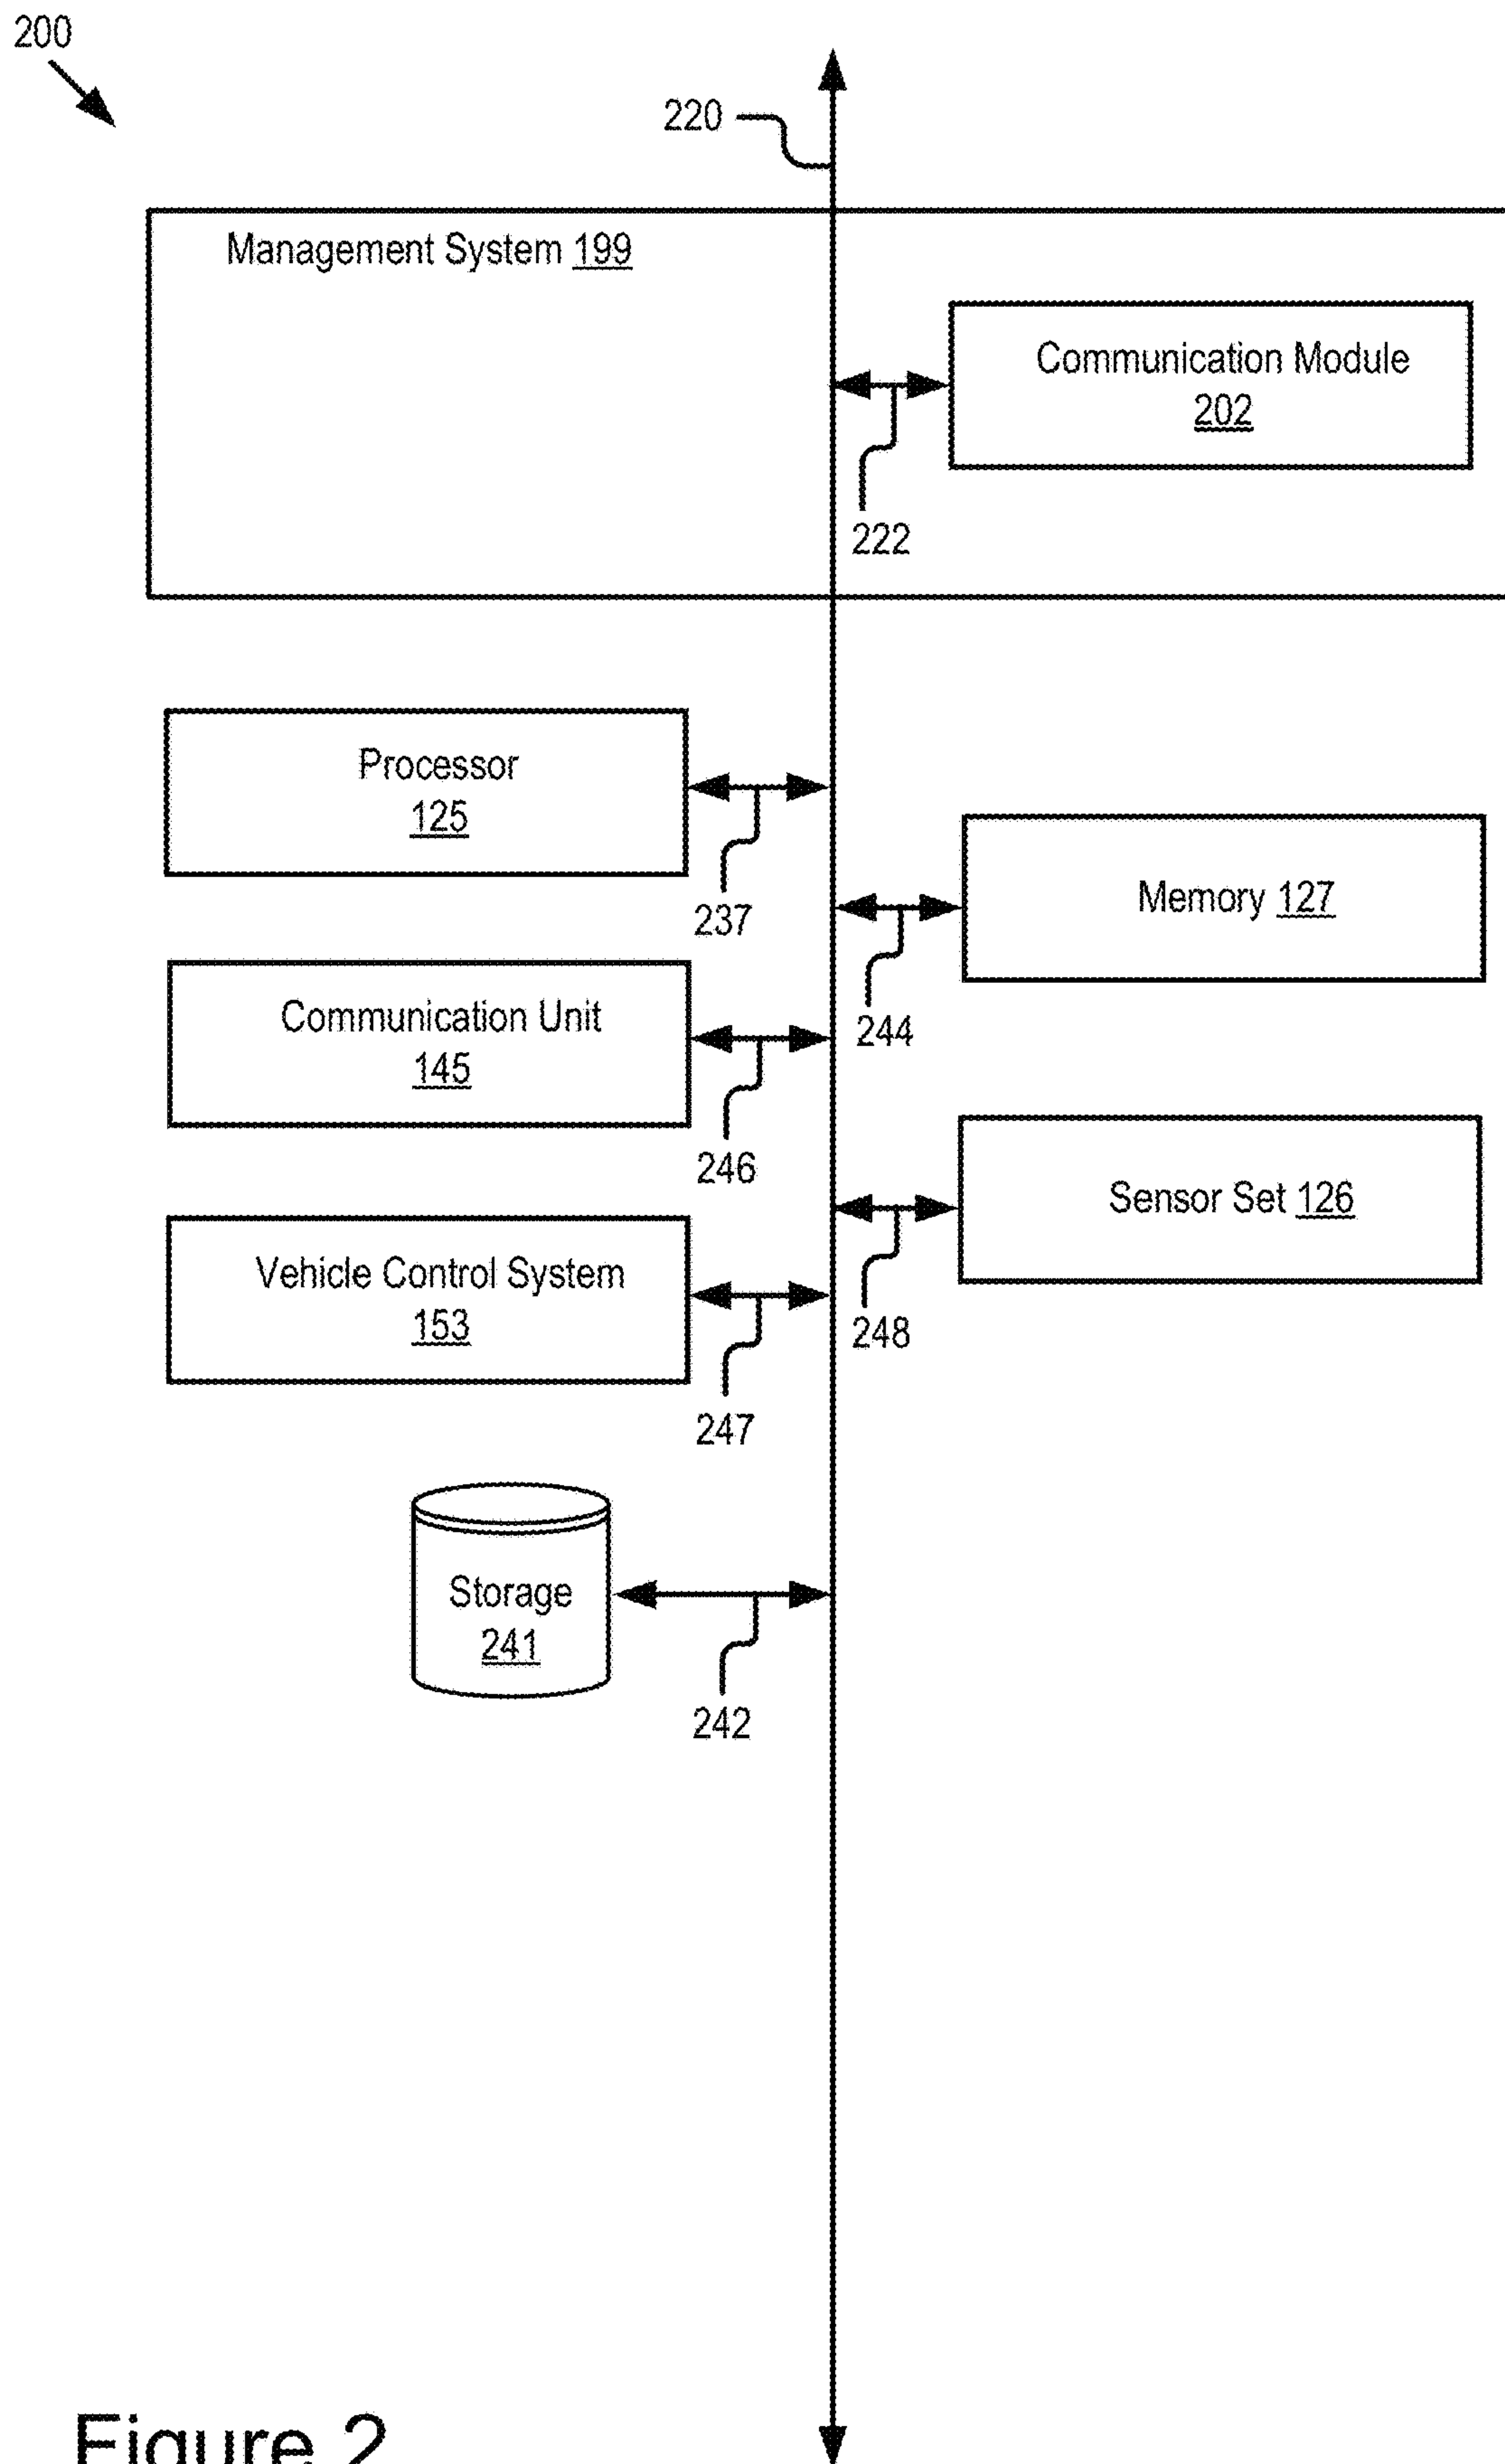 200
220
Management System 199
Communication Module
202
222
Processor
125
237
Memory 127
244
Communication Unit
145
246
Sensor Set 126
248
Vehicle Control System
153
247
Storage
241
242
Figure 2